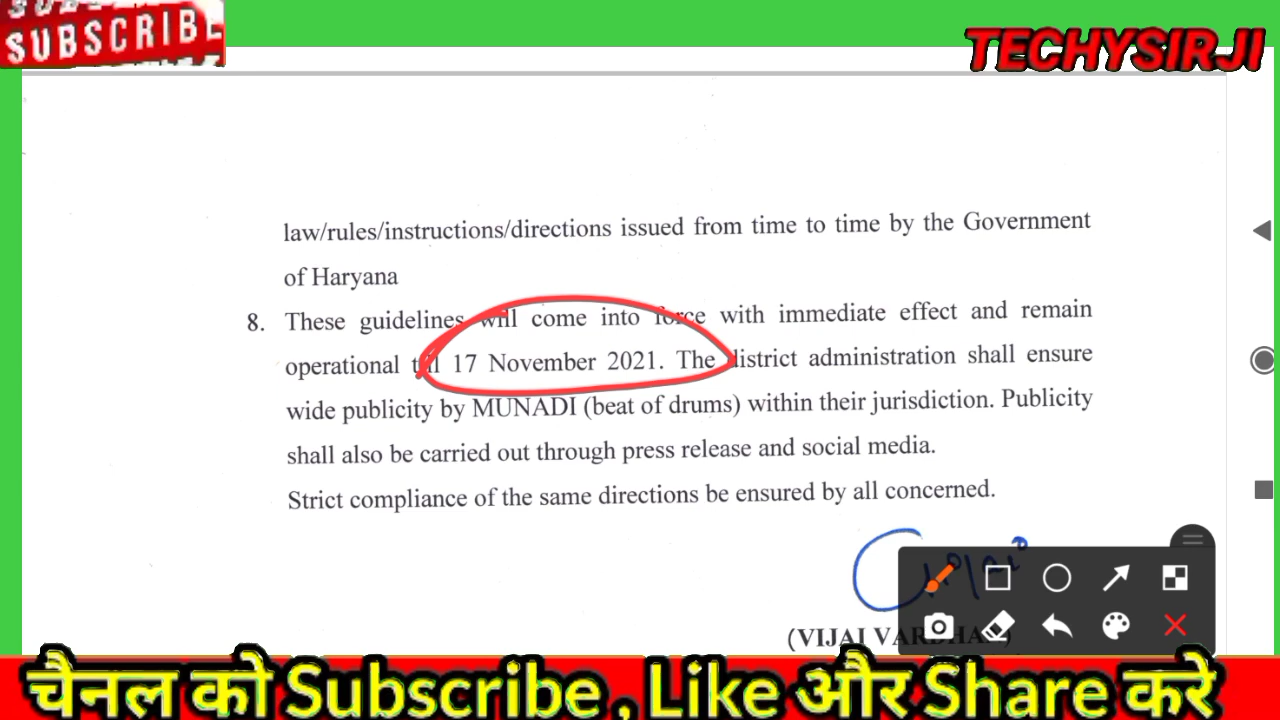 SUBSCRIBE
TECHYSIRJI
law/rules/instructions/directions issued from time to time by the Government
of Haryana
8. These guidelines will come into force with immediate effect and remain
operational till 17 November 2021. The district administration shall ensure
wide publicity by MUNADI (beat of drums) within their jurisdiction. Publicity
shall also be carried out through press release and social media.
Strict compliance of the same directions be ensured by all concerned.
(VIJAI VARDHAN)
चैनल को Subscribe , Like और Share करे